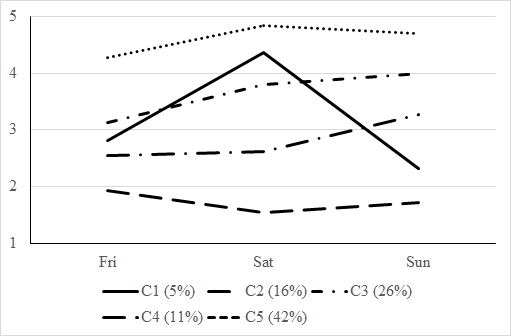 5
4
3
2
1
Fri Sat Sun
C1 (5%) C2 (16%) C3 (26%)
C4 (11%) C5 (42%)